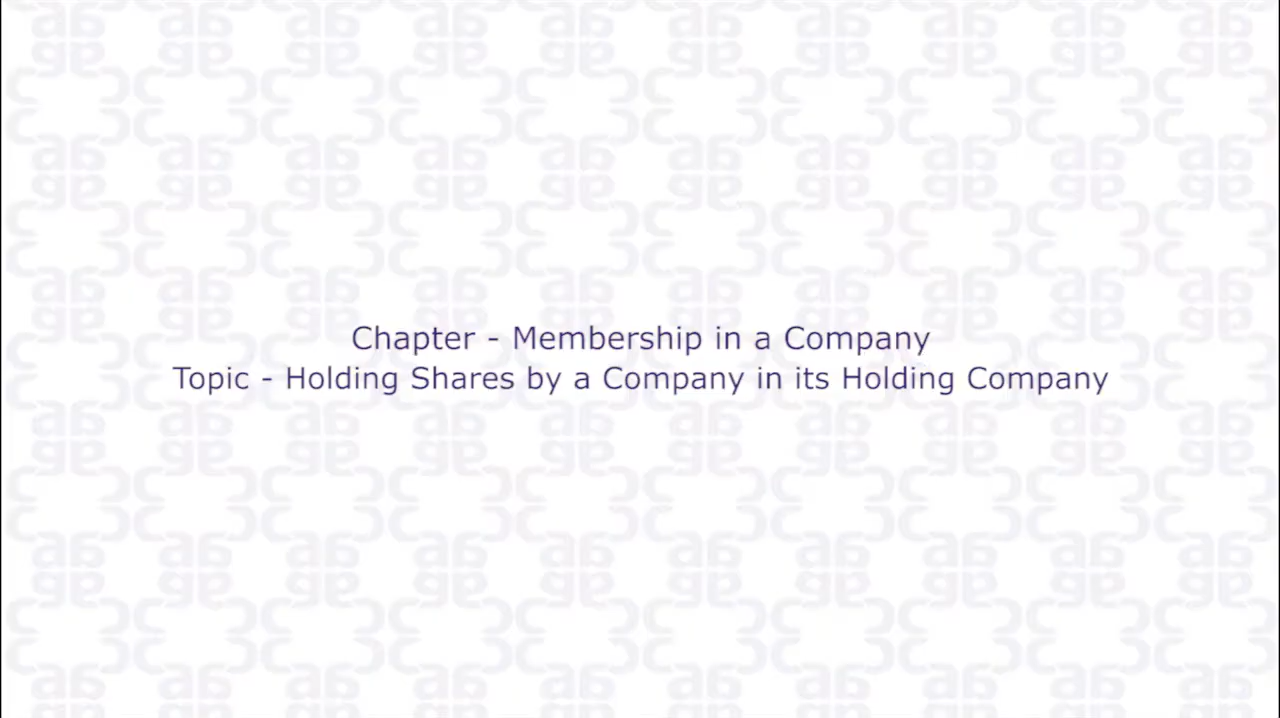 Chapter - Membership in a Company
Topic - Holding Shares by a Company in its Holding Company